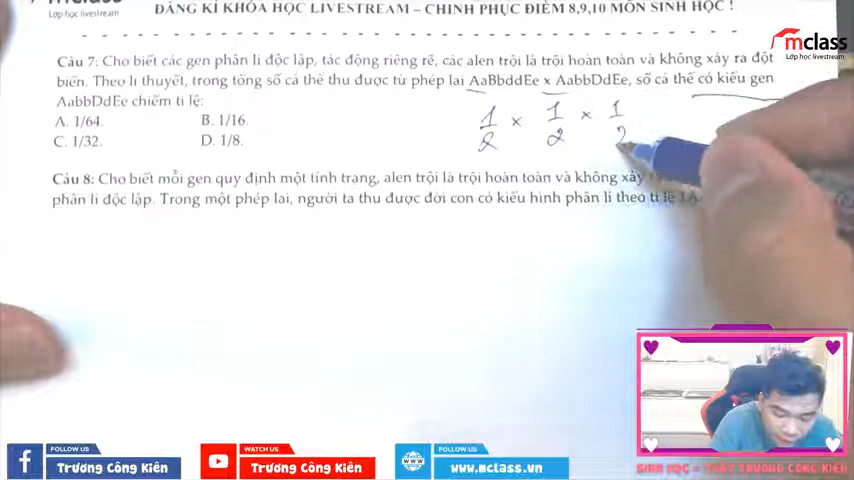 Lớp học livestream
ĐĂNG KÍ KHÓA HỌC LIVESTREAM – CHINH PHỤC ĐIỂM 8,9,10 MÔN SINH HỌC !
mclass
Lớp học livestream
Câu 7: Cho biết các gen phân li độc lập, tác động riêng rẽ, các alen trội là trội hoàn toàn và không xảy ra đột
biến. Theo lí thuyết, trong tổng số cá thể thu được từ phép lai AaBbddEe x AabbDdEe, số cá thể có kiểu gen
AabbDdEe chiếm tỉ lệ:
A. 1/64.
B. 1/16.
C. 1/32.
D. 1/8.
1/2 × 1/2 × 1/2
Câu 8: Cho biết mỗi gen quy định một tính trạng, alen trội là trội hoàn toàn và không xảy
phân li độc lập. Trong một phép lai, người ta thu được đời con có kiểu hình phân li theo tỉ lệ
FOLLOW US
Trương Công Kiên
WATCH US
Trương Công Kiên
FOLLOW US
www.mclass.vn
SINH HỌC - THẦY TRƯƠNG CÔNG KIÊN